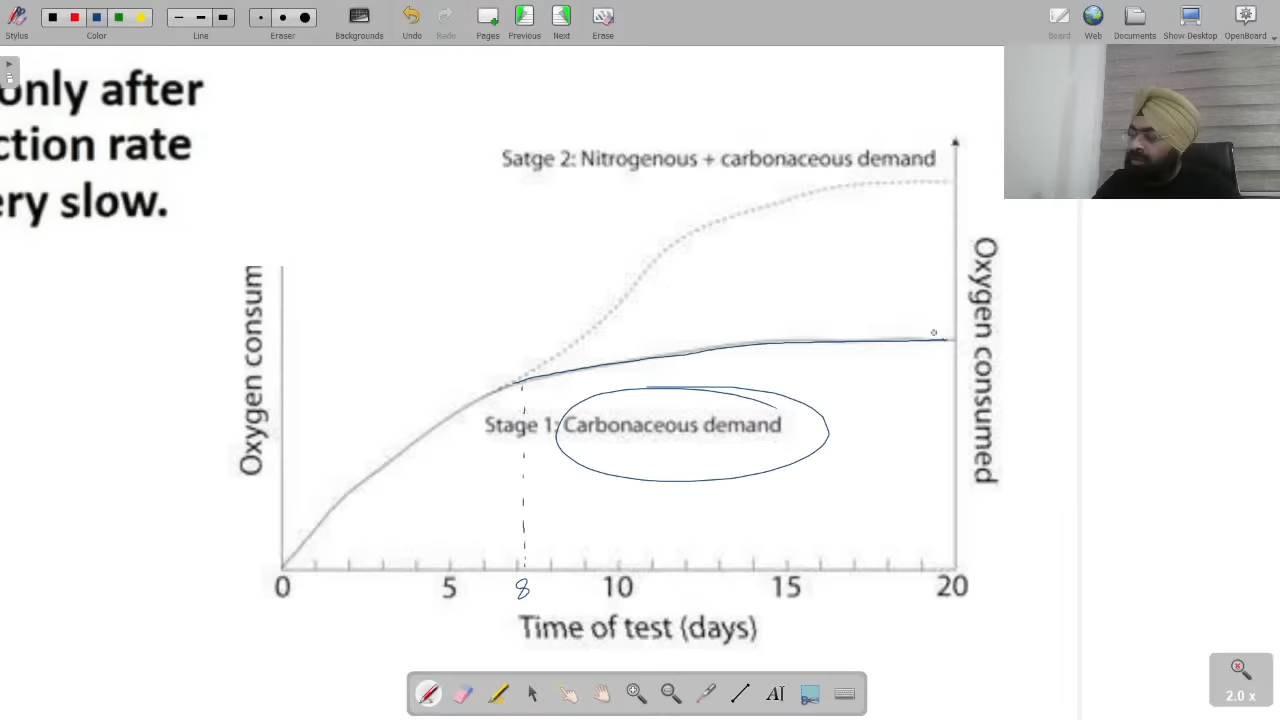 Stylus
Color
Line
Eraser
Backgrounds
Undo
Redo
Pages
Previous
Next
Erase
Board
Web
Documents
Show Desktop
OpenBoard
only after
ction rate
ery slow.
Satge 2: Nitrogenous + carbonaceous demand
Oxygen consum
Oxygen consumed
Stage 1: Carbonaceous demand
0 5 8 10 15 20
Time of test (days)
AI
2.0 x